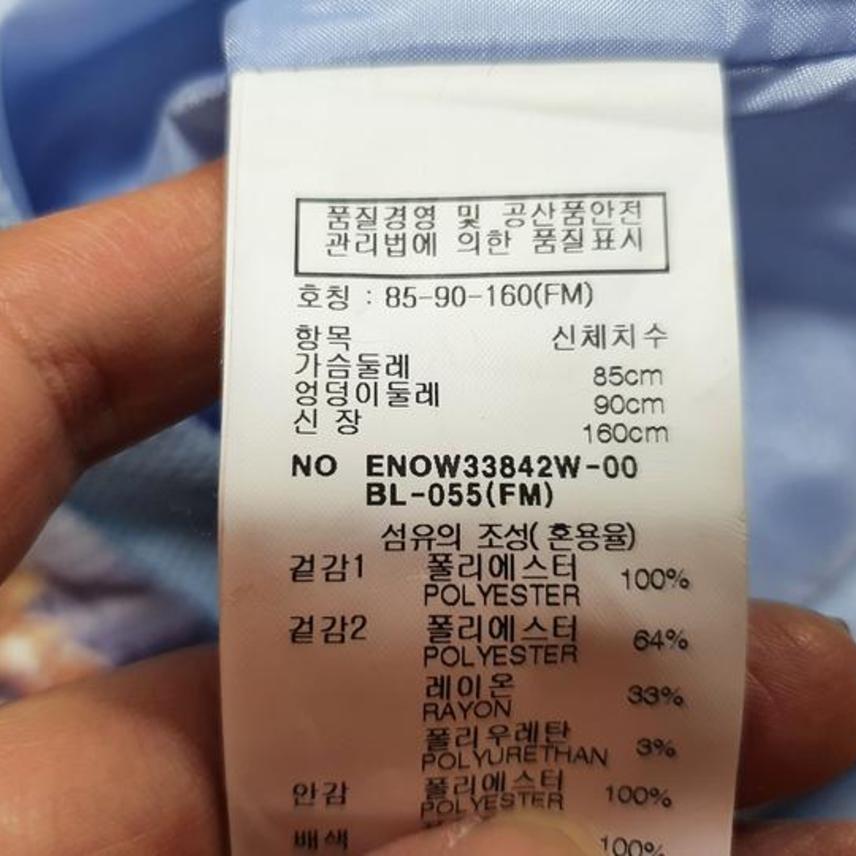 품질경영 및 공산품안전
관리법에 의한 품질표시
호칭 : 85-90-160(FM)
항목 신체치수
가슴둘레 85cm
엉덩이둘레 90cm
신 장 160cm
NO ENOW33842W-00
BL-055(FM)
섬유의 조성( 혼용율)
겉감1 폴리에스터 100%
POLYESTER
겉감2 폴리에스터 64%
POLYESTER
레이온 33%
RAYON
폴리우레탄 3%
POLYURETHAN
안감 폴리에스터 100%
POLYESTER
배색 100%